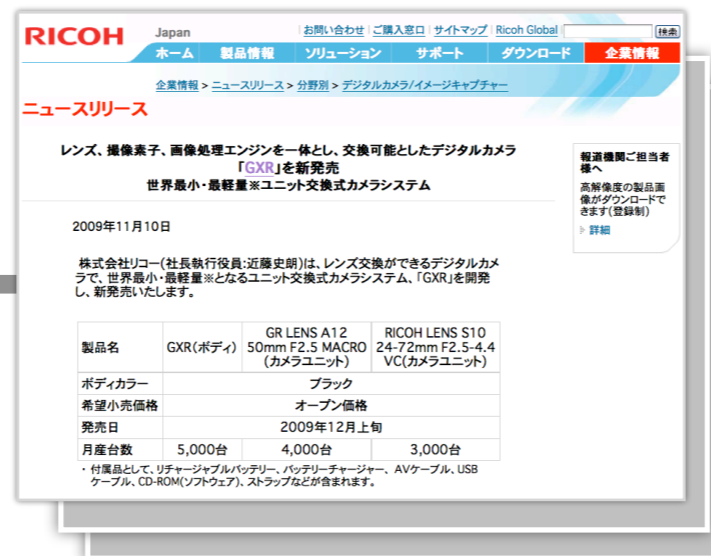 RICOH Japan
お問い合わせ | ご購入窓口 | サイトマップ | Ricoh Global | 検索
ホーム 製品情報 ソリューション サポート ダウンロード 企業情報
企業情報 > ニュースリリース > 分野別 > デジタルカメラ/イメージキャプチャー
ニュースリリース
レンズ、撮像素子、画像処理エンジンを一体とし、交換可能としたデジタルカメラ
「GXR」を新発売
世界最小・最軽量※ユニット交換式カメラシステム
報道機関ご担当者
様へ
高解像度の製品画
像がダウンロードで
きます(登録制)
詳細
2009年11月10日
株式会社リコー(社長執行役員:近藤史朗)は、レンズ交換ができるデジタルカメ
ラで、世界最小・最軽量※となるユニット交換式カメラシステム、「GXR」を開発
し、新発売いたします。
製品名 GXR(ボディ) GR LENS A12 50mm F2.5 MACRO (カメラユニット) RICOH LENS S10 24-72mm F2.5-4.4 VC(カメラユニット)
ボディカラー ブラック
希望小売価格 オープン価格
発売日 2009年12月上旬
月産台数 5,000台 4,000台 3,000台
・ 付属品として、リチャージャブルバッテリー、バッテリーチャージャー、 AVケーブル、USB
ケーブル、CD-ROM(ソフトウェア)、ストラップなどが含まれます。